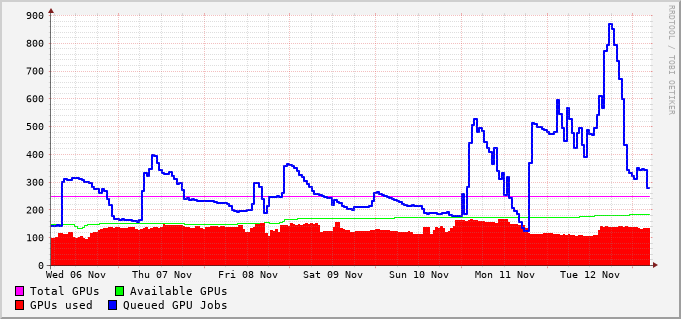 900
800
700
600
500
400
300
200
100
0
Wed 06 Nov Thu 07 Nov Fri 08 Nov Sat 09 Nov Sun 10 Nov Mon 11 Nov Tue 12 Nov
Total GPUs Available GPUs
GPUs used Queued GPU Jobs
RRDTOOL / TOBI OETIKER